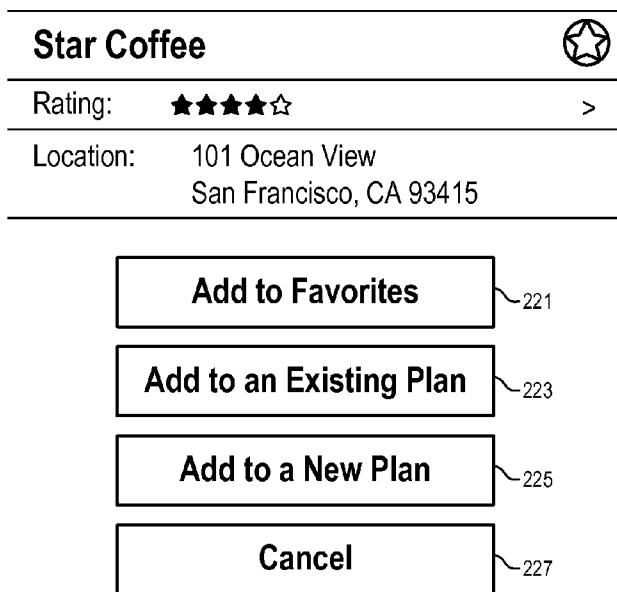 Star Coffee
Rating: ★★★★☆ >
Location: 101 Ocean View
San Francisco, CA 93415
Add to Favorites
221
Add to an Existing Plan
223
Add to a New Plan
225
Cancel
227